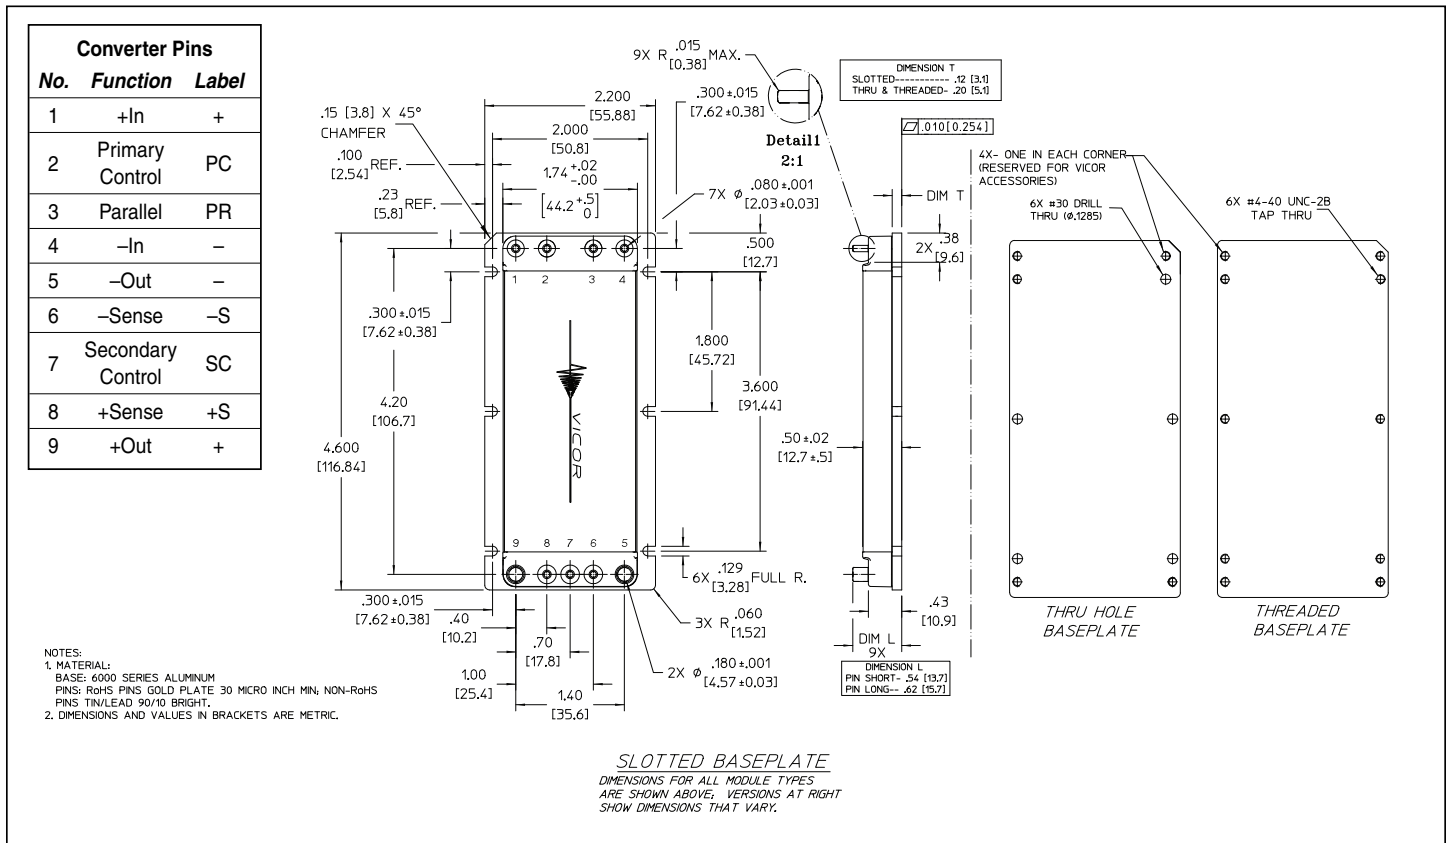 Converter Pins
No. Function Label
1 +In +
2 Primary Control PC
3 Parallel PR
4 –In –
5 –Out –
6 –Sense –S
7 Secondary Control SC
8 +Sense +S
9 +Out +
9X R .015 [0.38] MAX.
DIMENSION T
SLOTTED----------- .12 [3.1]
THRU & THREADED- .20 [5.1]
.15 [3.8] X 45°
CHAMFER
2.200
[55.88]
.300 ±.015
[7.62 ±0.38]
2.000
[50.8]
Detail1
2:1
.010[0.254]
.100
[2.54] REF.
1.74 +.02 -.00
[44.2 +.5 0]
.23
[5.8] REF.
7X ø .080 ±.001
[2.03 ±0.03]
DIM T
4X- ONE IN EACH CORNER
(RESERVED FOR VICOR
ACCESSORIES)
6X #30 DRILL
THRU (ø.1285)
6X #4-40 UNC-2B
TAP THRU
.500
[12.7]
2X .38
[9.6]
1 2 3 4
.300 ±.015
[7.62 ±0.38]
1.800
[45.72]
3.600
[91.44]
4.20
[106.7]
4.600
[116.84]
VICOR
.50 ±.02
[12.7 ±.5]
9 8 7 6 5
6X .129
[3.28] FULL R.
.300 ±.015
[7.62 ±0.38]
.40
[10.2]
.70
[17.8]
3X R .060
[1.52]
.43
[10.9]
DIM L
9X
1.00
[25.4]
1.40
[35.6]
2X ø .180 ±.001
[4.57 ±0.03]
DIMENSION L
PIN SHORT- .54 [13.7]
PIN LONG-- .62 [15.7]
THRU HOLE
BASEPLATE
THREADED
BASEPLATE
NOTES:
1. MATERIAL:
BASE: 6000 SERIES ALUMINUM
PINS: RoHS PINS GOLD PLATE 30 MICRO INCH MIN; NON-RoHS
PINS TIN/LEAD 90/10 BRIGHT.
2. DIMENSIONS AND VALUES IN BRACKETS ARE METRIC.
SLOTTED BASEPLATE
DIMENSIONS FOR ALL MODULE TYPES
ARE SHOWN ABOVE; VERSIONS AT RIGHT
SHOW DIMENSIONS THAT VARY.